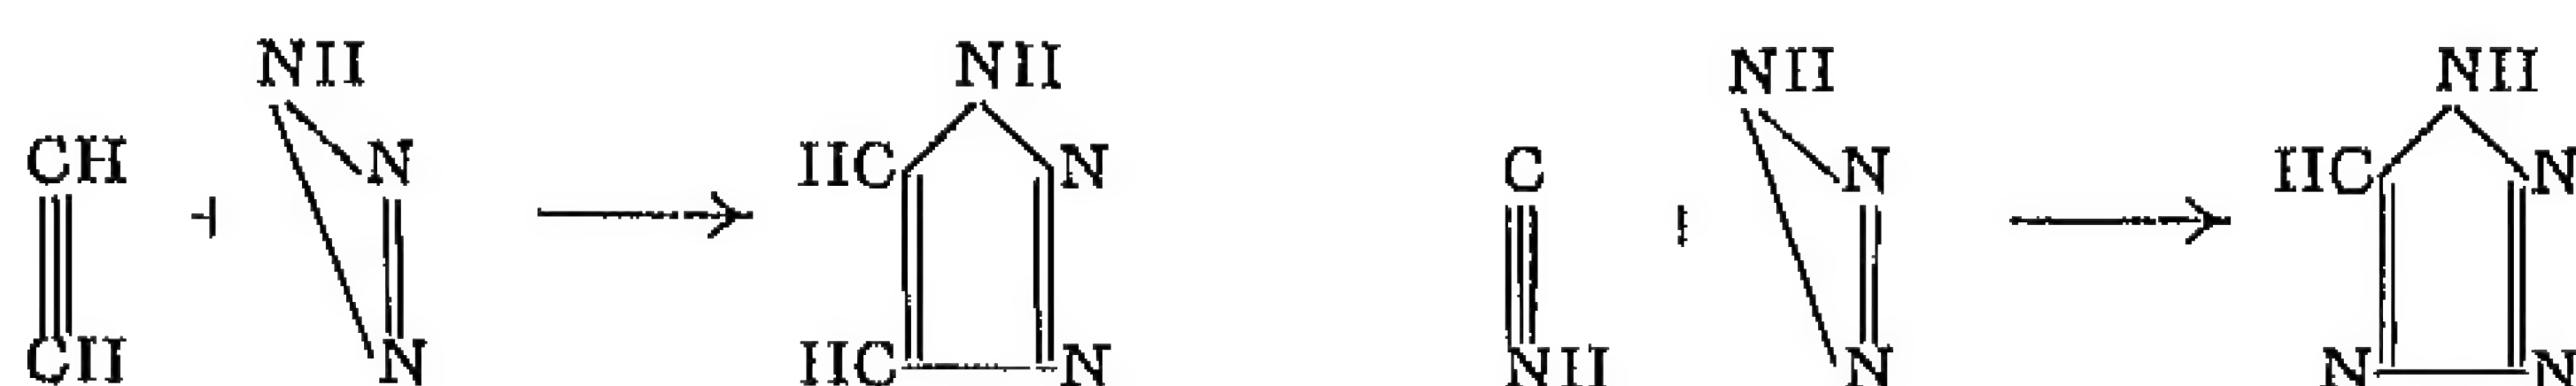 NH NH NH NH
CH N HC N C N HC N
+ +
CH N HC N NH N N N